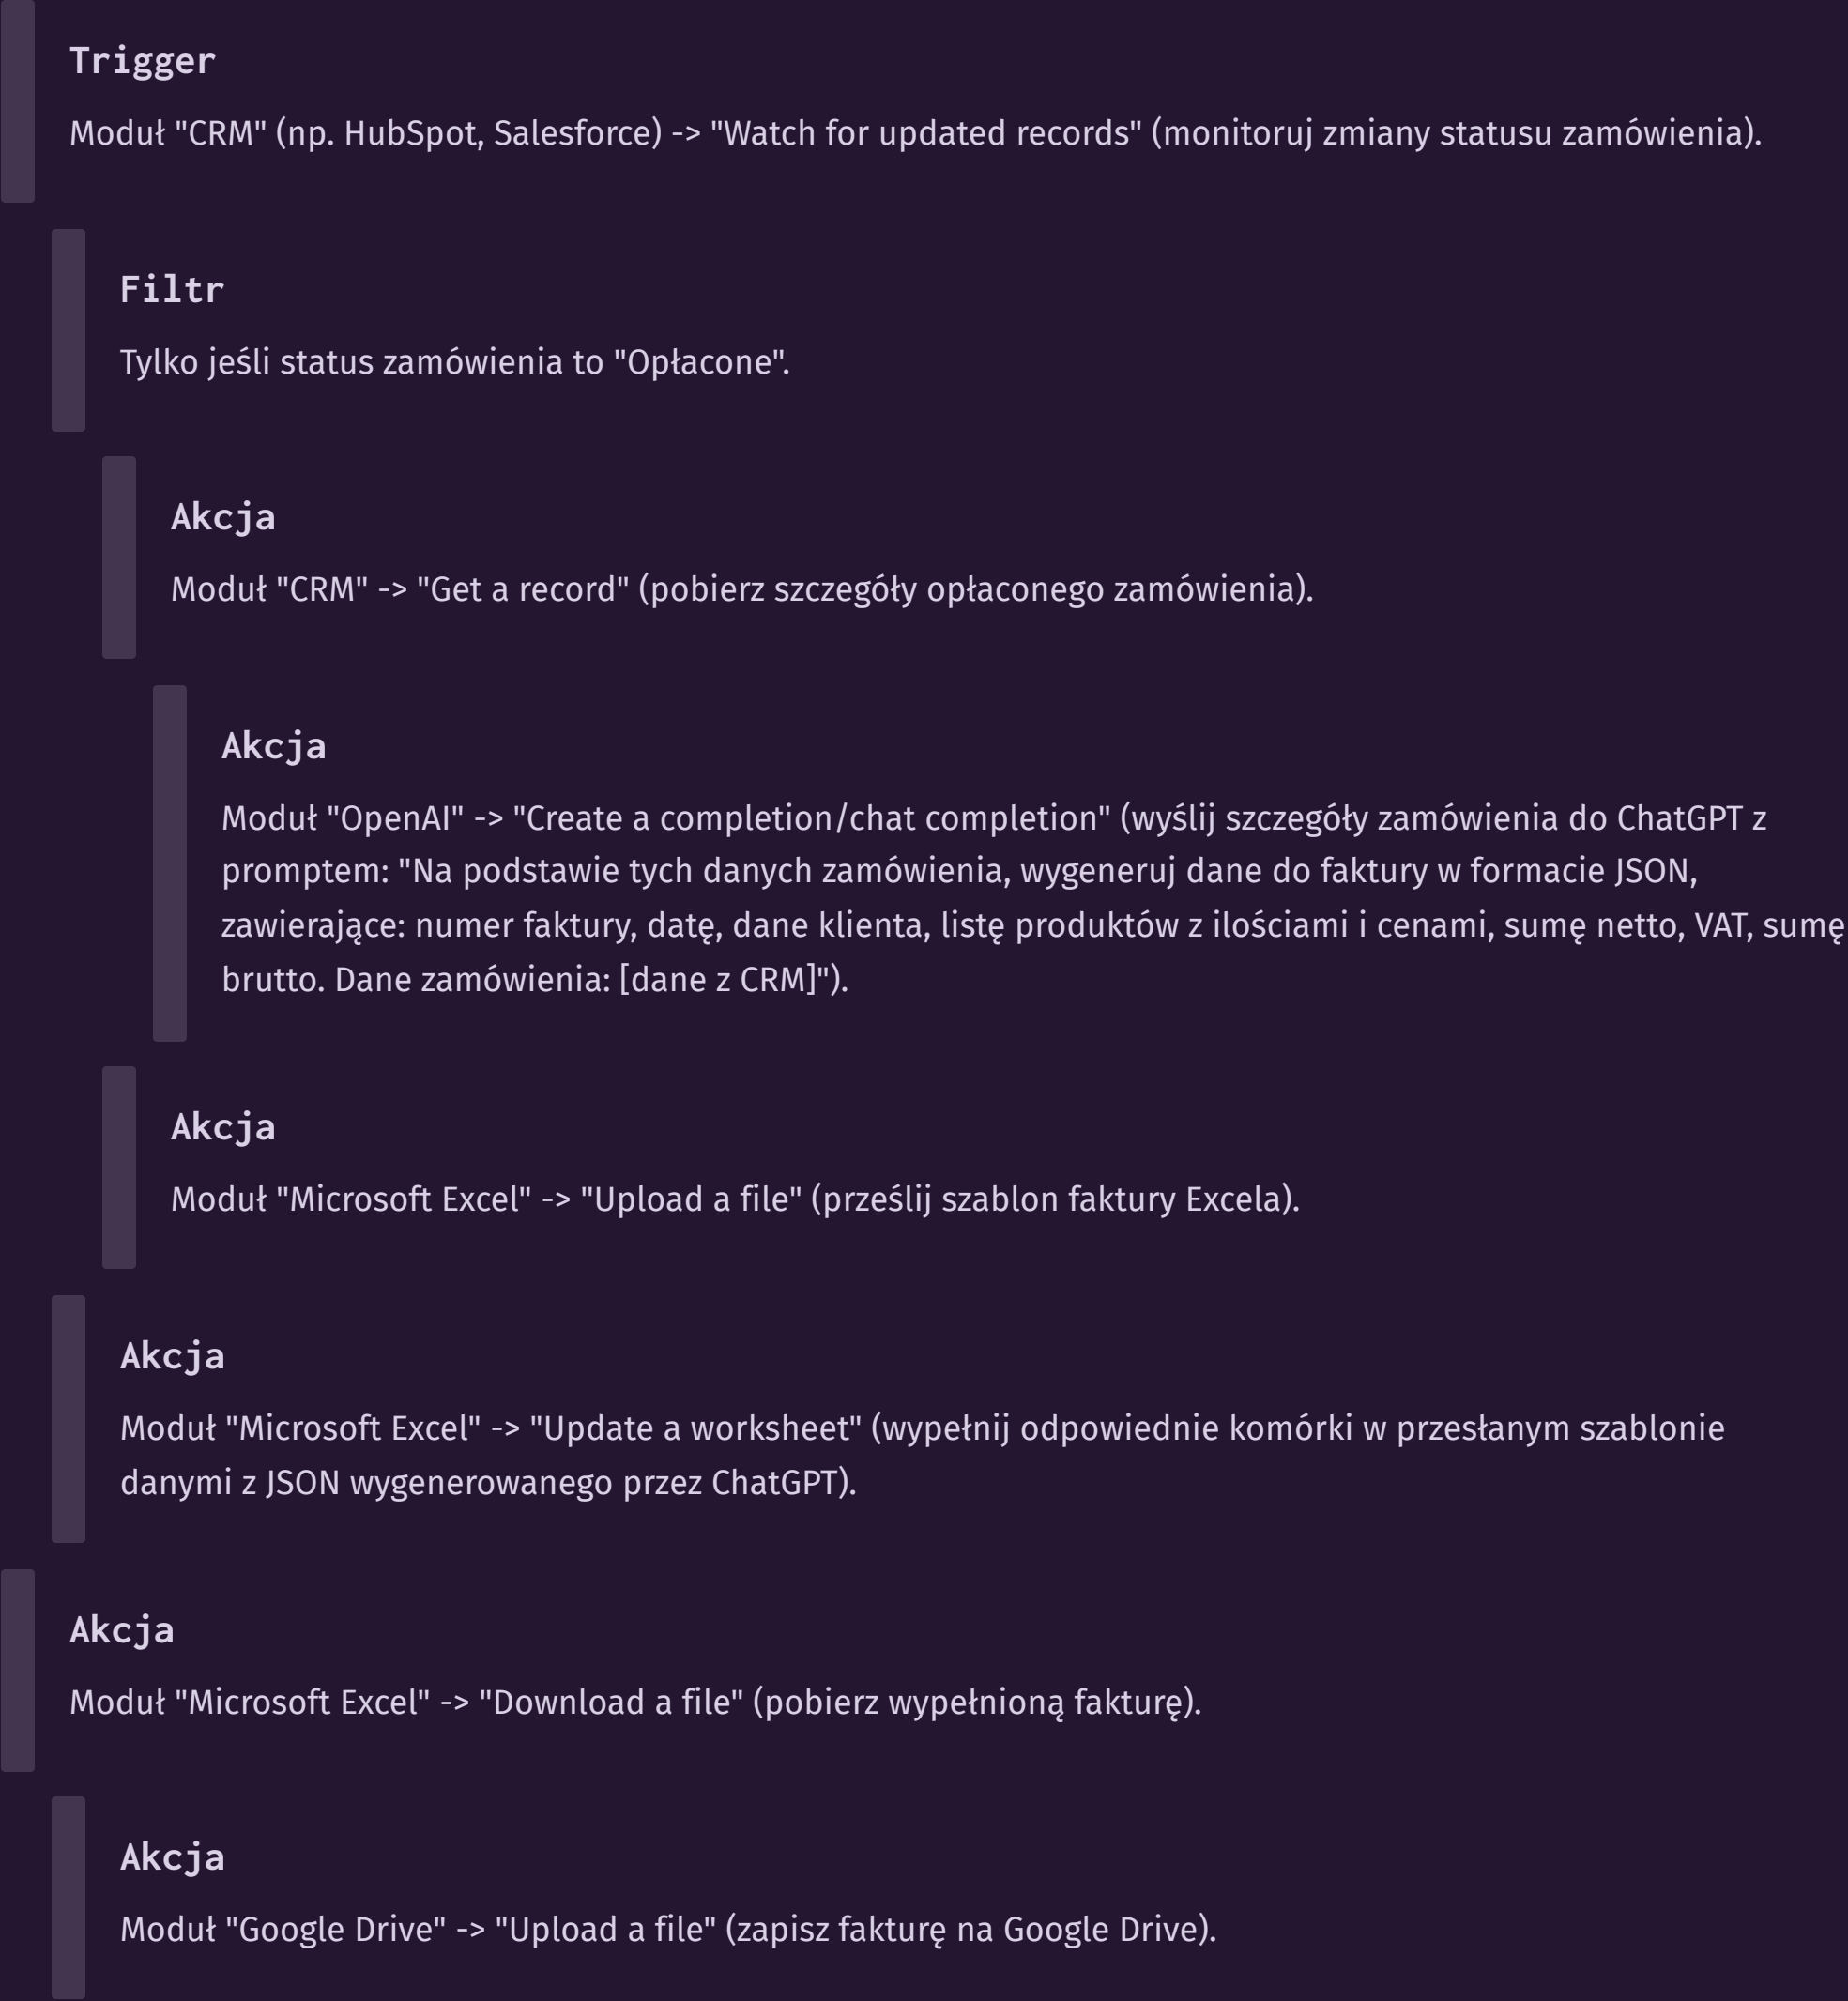 Trigger
Moduł "CRM" (np. HubSpot, Salesforce) -> "Watch for updated records" (monitoruj zmiany statusu zamówienia).
Filtr
Tylko jeśli status zamówienia to "Opłacone".
Akcja
Moduł "CRM" -> "Get a record" (pobierz szczegóły opłaconego zamówienia).
Akcja
Moduł "OpenAI" -> "Create a completion/chat completion" (wyślij szczegóły zamówienia do ChatGPT z
promptem: "Na podstawie tych danych zamówienia, wygeneruj dane do faktury w formacie JSON,
zawierające: numer faktury, datę, dane klienta, listę produktów z ilościami i cenami, sumę netto, VAT, sumę
brutto. Dane zamówienia: [dane z CRM]").
Akcja
Moduł "Microsoft Excel" -> "Upload a file" (prześlij szablon faktury Excela).
Akcja
Moduł "Microsoft Excel" -> "Update a worksheet" (wypełnij odpowiednie komórki w przesłanym szablonie
danymi z JSON wygenerowanego przez ChatGPT).
Akcja
Moduł "Microsoft Excel" -> "Download a file" (pobierz wypełnioną fakturę).
Akcja
Moduł "Google Drive" -> "Upload a file" (zapisz fakturę na Google Drive).